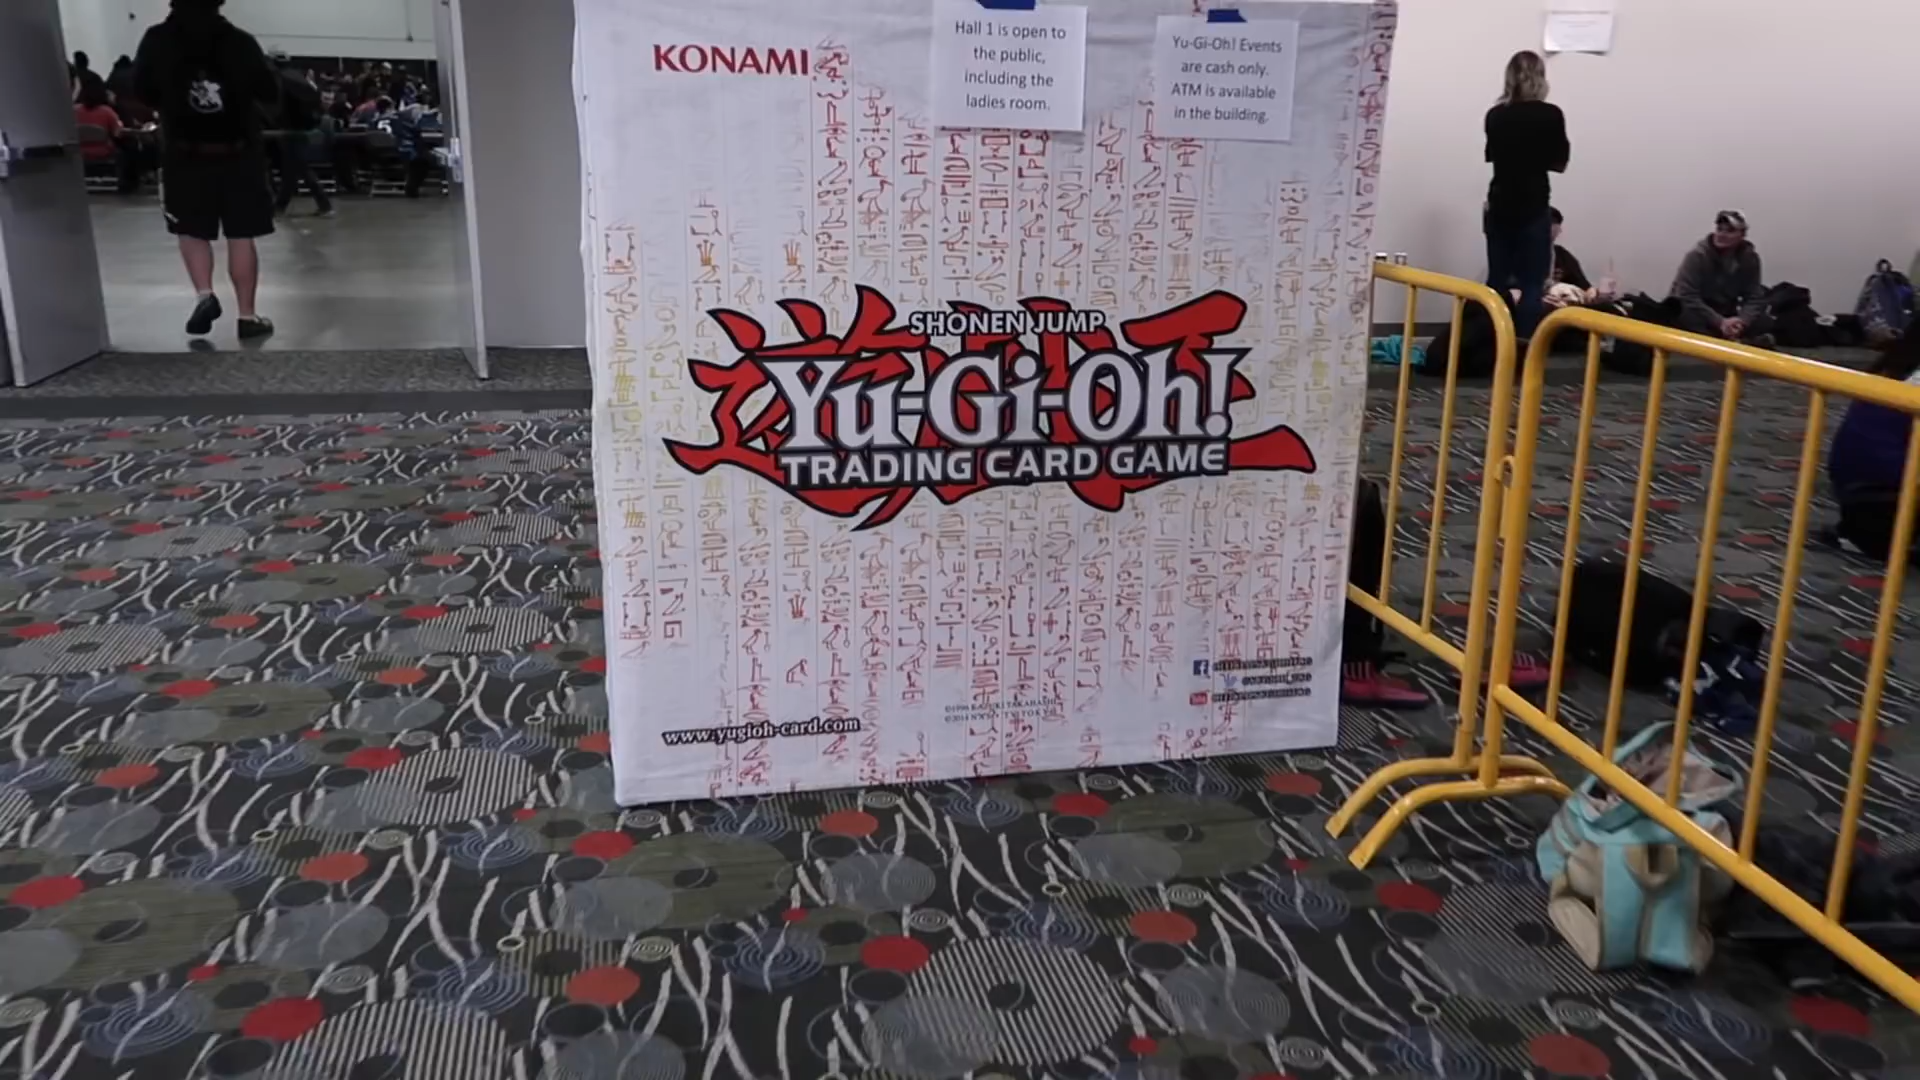 KONAMI
Hall 1 is open to
the public,
including the
ladies room.
Yu-Gi-Oh! Events
are cash only.
ATM is available
in the building.
SHONEN JUMP
Yu-Gi-Oh!
TRADING CARD GAME
www.yugioh-card.com